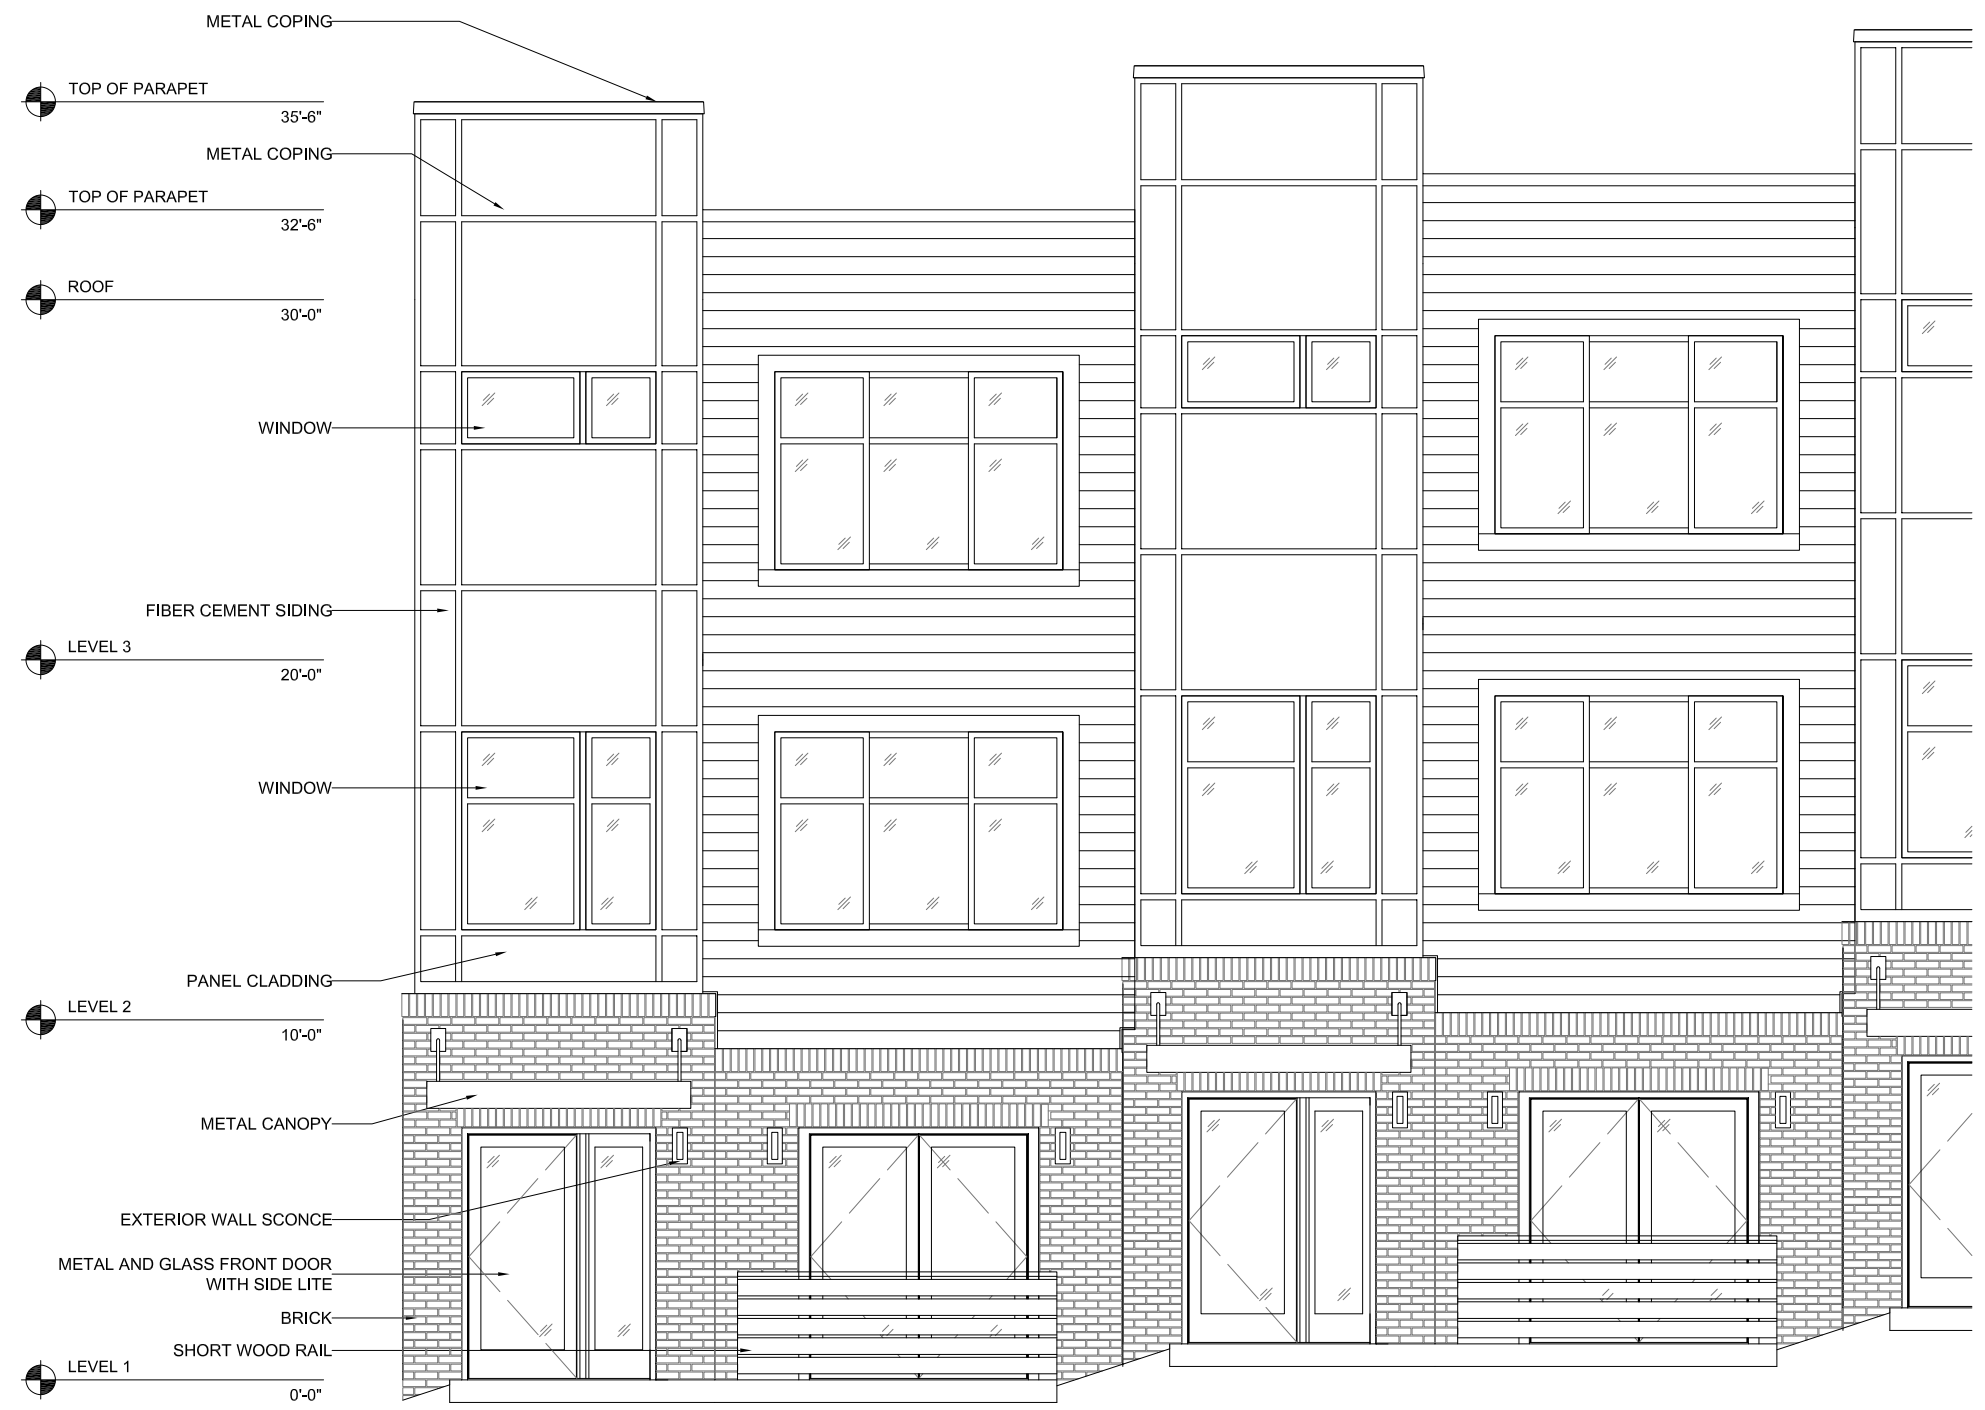 METAL COPING
TOP OF PARAPET
35'-6"
METAL COPING
TOP OF PARAPET
32'-6"
ROOF
30'-0"
WINDOW
FIBER CEMENT SIDING
LEVEL 3
20'-0"
WINDOW
PANEL CLADDING
LEVEL 2
10'-0"
METAL CANOPY
EXTERIOR WALL SCONCE
METAL AND GLASS FRONT DOOR
WITH SIDE LITE
BRICK
SHORT WOOD RAIL
LEVEL 1
0'-0"